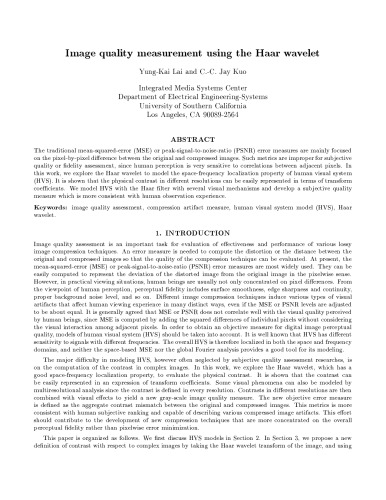 Image quality measurement using the Haar wavelet
Yung-Kai Lai and C.-C. Jay Kuo
Integrated Media Systems Center
Department of Electrical Engineering-Systems
University of Southern California
Los Angeles, CA 90089-2564
ABSTRACT
The traditional mean-squared-error (MSE) or peak-signal-to-noise-ratio (PSNR) error measures are mainly focused
on the pixel-by-pixel difference between the original and compressed images. Such metrics are improper for subjective
quality or fidelity assessment, since human perception is very sensitive to correlations between adjacent pixels. In
this work, we explore the Haar wavelet to model the space-frequency localization property of human visual system
(HVS). It is shown that the physical contrast in different resolutions can be easily represented in terms of transform
coefficients. We model HVS with the Haar filter with several visual mechanisms and develop a subjective quality
measure which is more consistent with human observation experience.
Keywords: image quality assessment, compression artifact measure, human visual system model (HVS), Haar
wavelet.
1. INTRODUCTION
Image quality assessment is an important task for evaluation of effectiveness and performance of various lossy
image compression techniques. An error measure is needed to compute the distortion or the distance between the
original and compressed images so that the quality of the compression technique can be evaluated. At present, the
mean-squared-error (MSE) or peak-signal-to-noise-ratio (PSNR) error measures are most widely used. They can be
easily computed to represent the deviation of the distorted image from the original image in the pixelwise sense.
However, in practical viewing situations, human beings are usually not only concentrated on pixel differences. From
the viewpoint of human perception, perceptual fidelity includes surface smoothness, edge sharpness and continuity,
proper background noise level, and so on. Different image compression techniques induce various types of visual
artifacts that affect human viewing experience in many distinct ways, even if the MSE or PSNR levels are adjusted
to be about equal. It is generally agreed that MSE or PSNR does not correlate well with the visual quality perceived
by human beings, since MSE is computed by adding the squared differences of individual pixels without considering
the visual interaction among adjacent pixels. In order to obtain an objective measure for digital image perceptual
quality, models of human visual system (HVS) should be taken into account. It is well known that HVS has different
sensitivity to signals with different frequencies. The overall HVS is therefore localized in both the space and frequency
domains, and neither the space-based MSE nor the global Fourier analysis provides a good tool for its modeling.
The major difficulty in modeling HVS, however often neglected by subjective quality assessment researches, is
on the computation of the contrast in complex images. In this work, we explore the Haar wavelet, which has a
good space-frequency localization property, to evaluate the physical contrast. It is shown that the contrast can
be easily represented in an expression of transform coefficients. Some visual phenomena can also be modeled by
multiresolutional analysis since the contrast is defined in every resolution. Contrasts in different resolutions are then
combined with visual effects to yield a new gray-scale image quality measure. The new objective error measure
is defined as the aggregate contrast mismatch between the original and compressed images. This metrics is more
consistent with human subjective ranking and capable of describing various compressed image artifacts. This effort
should contribute to the development of new compression techniques that are more concentrated on the overall
perceptual fidelity rather than pixelwise error minimization.
This paper is organized as follows. We first discuss HVS models in Section 2. In Section 3, we propose a new
definition of contrast with respect to complex images by taking the Haar wavelet transform of the image, and using